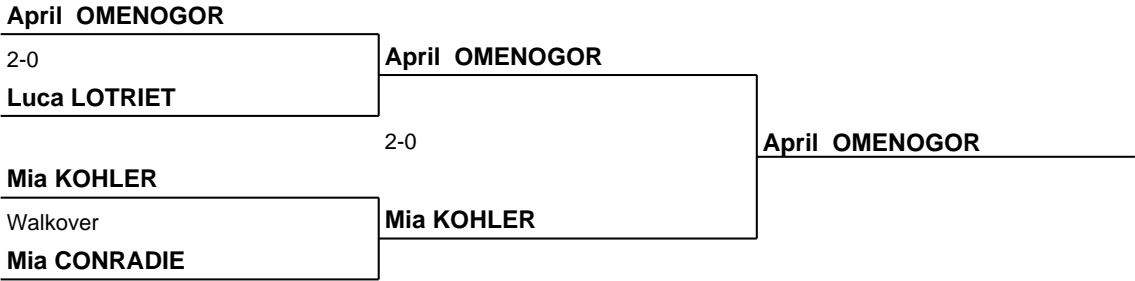 April  OMENOGOR
2-0
April  OMENOGOR
Luca LOTRIET
2-0
April  OMENOGOR
Mia KOHLER
Walkover
Mia KOHLER
Mia CONRADIE